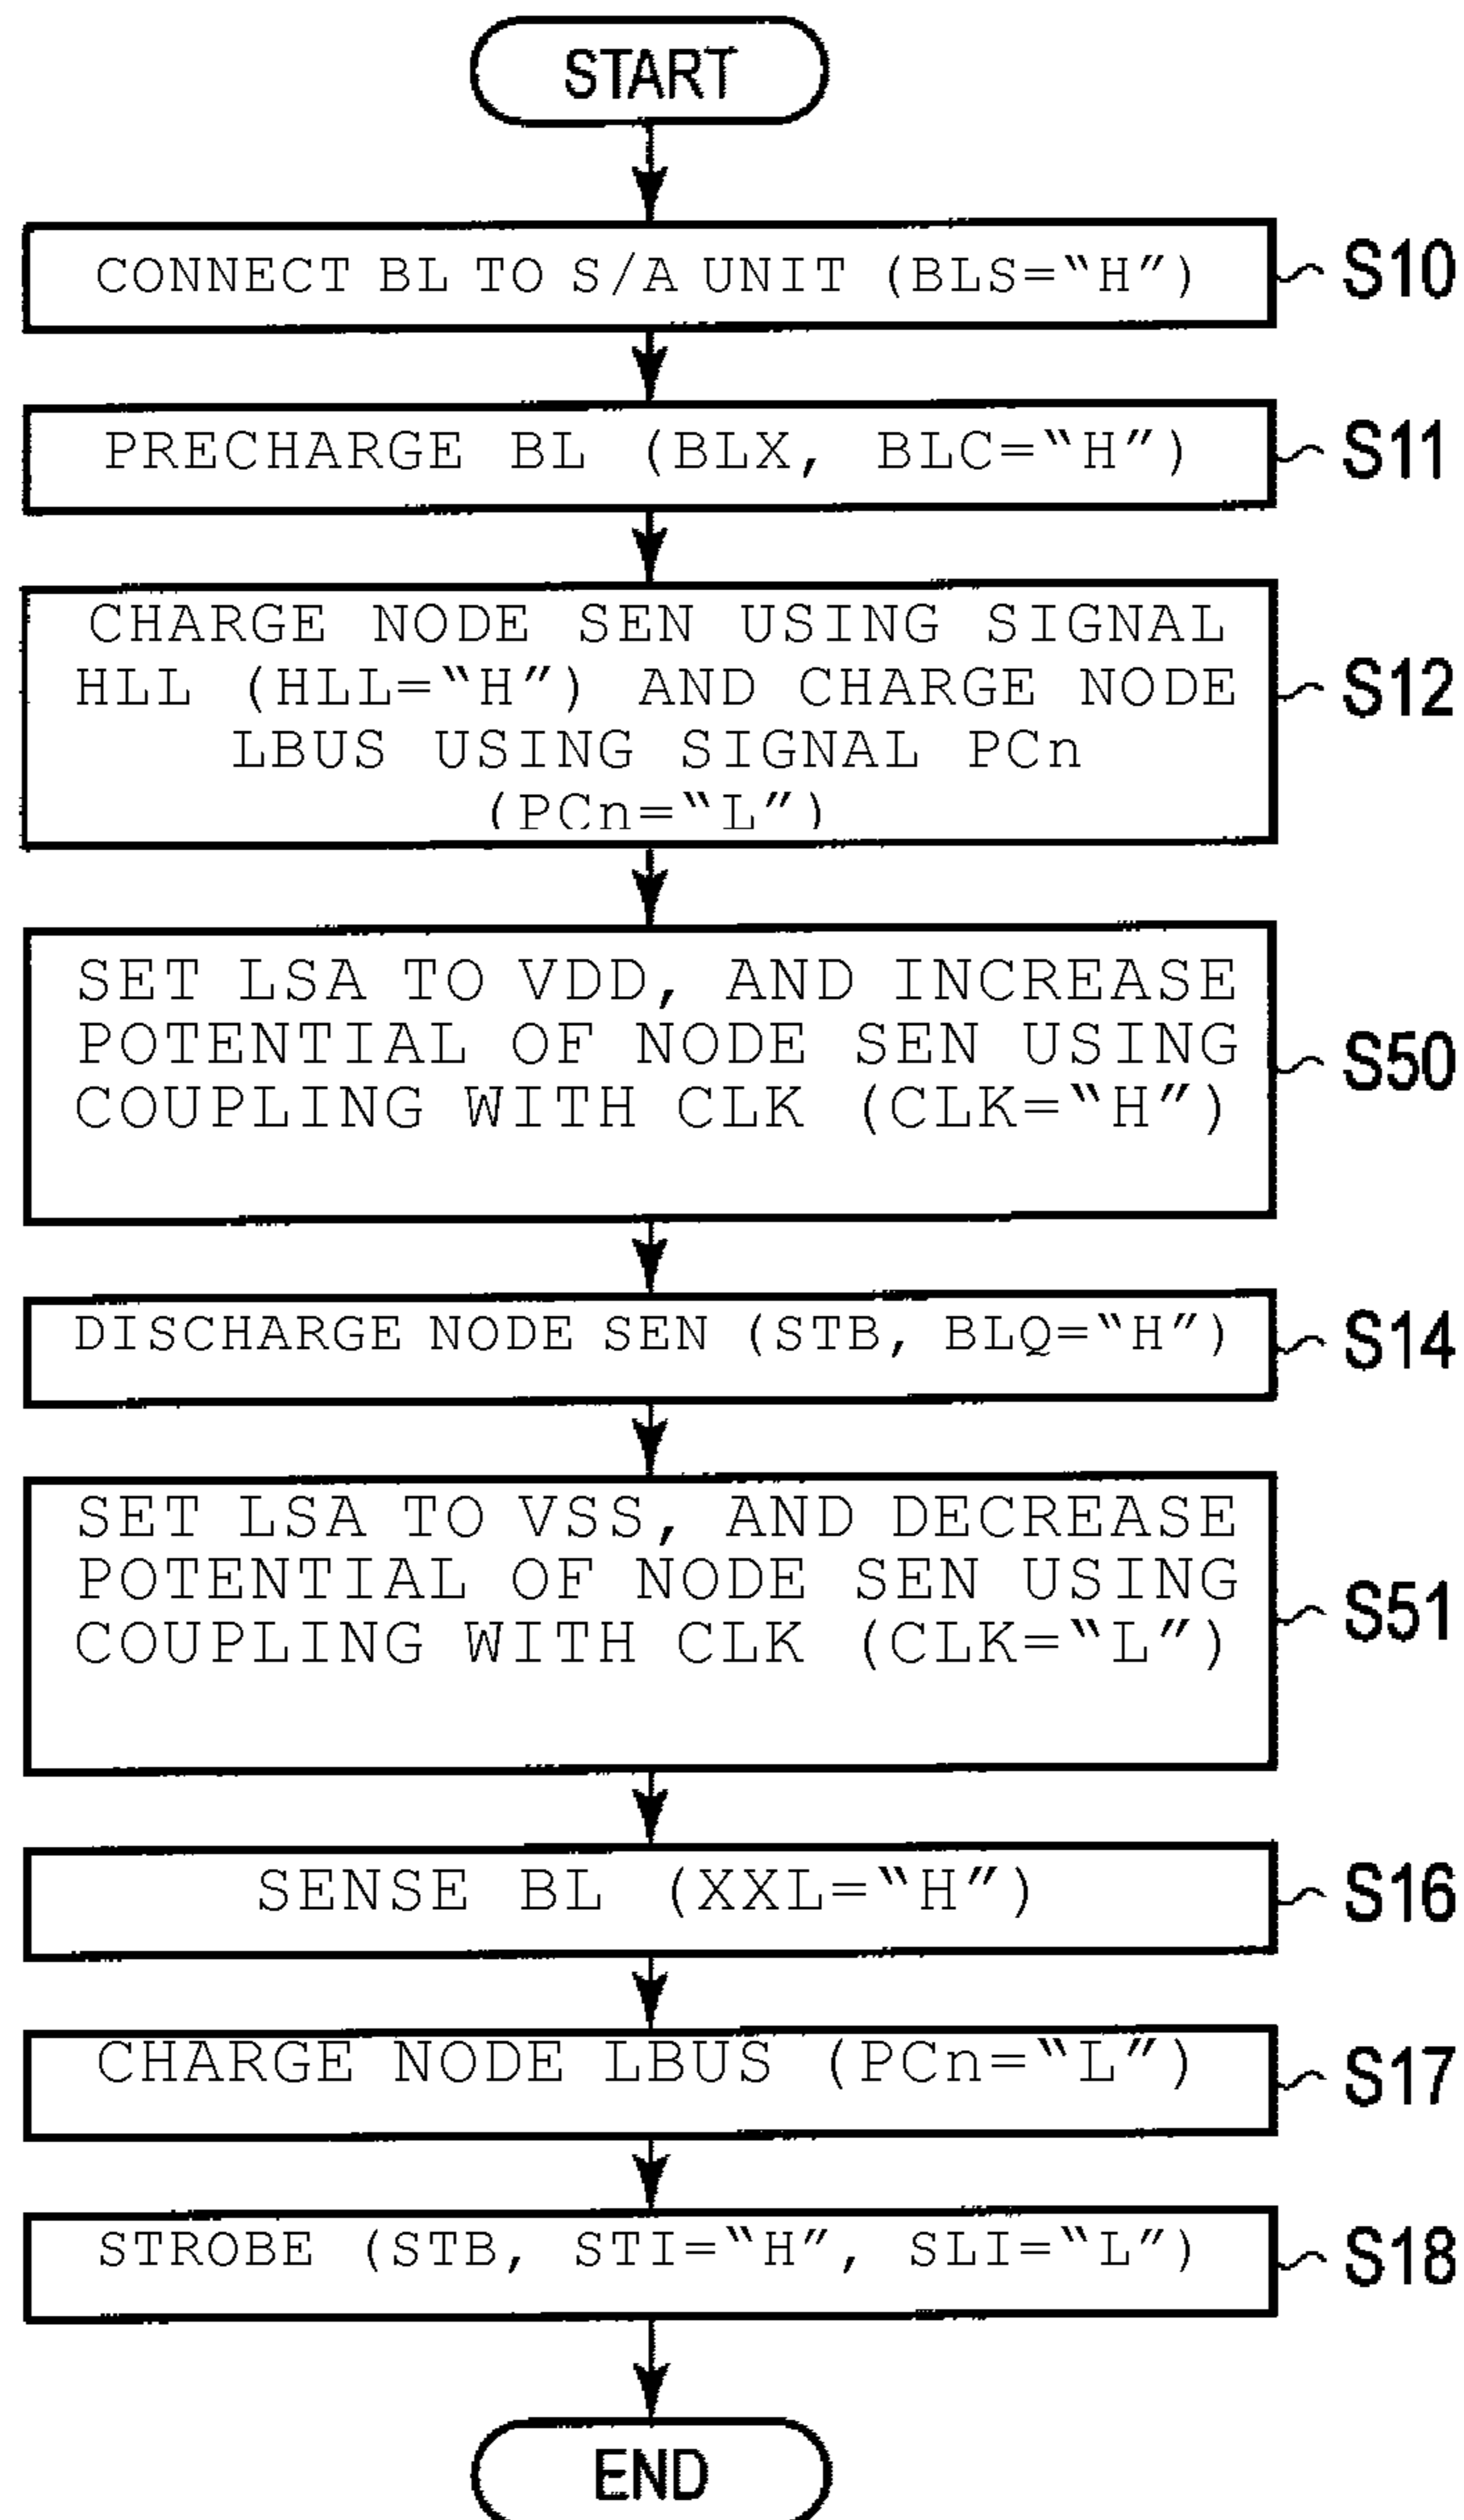 START
CONNECT BL TO S/A UNIT (BLS=“H”)
S10
PRECHARGE BL (BLX, BLC=“H”)
S11
CHARGE NODE SEN USING SIGNAL
HLL (HLL=“H”) AND CHARGE NODE
LBUS USING SIGNAL PCn
(PCn=“L”)
S12
SET LSA TO VDD, AND INCREASE
POTENTIAL OF NODE SEN USING
COUPLING WITH CLK (CLK=“H”)
S50
DISCHARGE NODE SEN (STB, BLQ=“H”)
S14
SET LSA TO VSS, AND DECREASE
POTENTIAL OF NODE SEN USING
COUPLING WITH CLK (CLK=“L”)
S51
SENSE BL (XXL=“H”)
S16
CHARGE NODE LBUS (PCn=“L”)
S17
STROBE (STB, STI=“H”, SLI=“L”)
S18
END